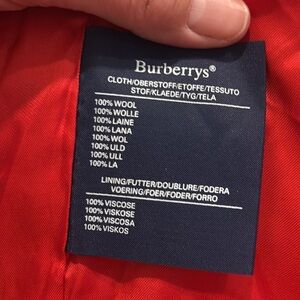 Burberrys®
CLOTH/OBERSTOFF/ETOFFE/TESSUTO
STOF/KLAEDE/TYG/TELA
100% WOOL
100% WOLLE
100% LAINE
100% LANA
100% WOL
100% ULD
100% ULL
100% LA
LINING/FUTTER/DOUBLURE/FODERA
VOERING/FOER/FODER/FORRO
100% VISCOSE
100% VISKOSE
100% VISCOSA
100% VISKOS